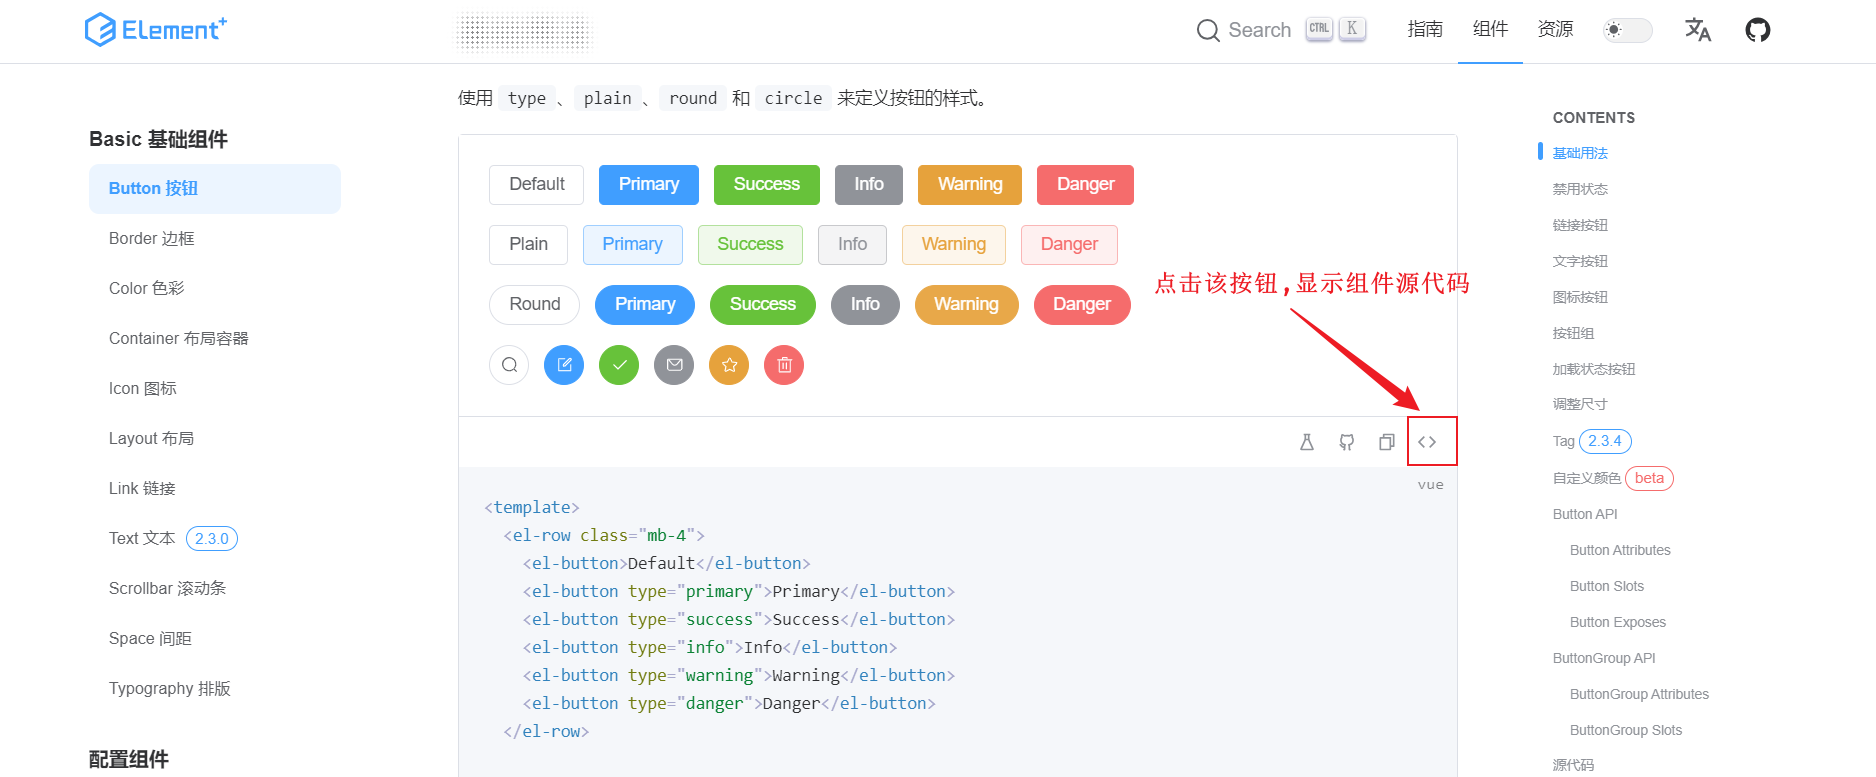 Element+
Search CTRL K 指南 组件 资源
使用 type 、 plain 、 round 和 circle 来定义按钮的样式。
Basic 基础组件
Button 按钮
Border 边框
Color 色彩
Container 布局容器
Icon 图标
Layout 布局
Link 链接
Text 文本 2.3.0
Scrollbar 滚动条
Space 间距
Typography 排版
配置组件
Default Primary Success Info Warning Danger
Plain Primary Success Info Warning Danger
Round Primary Success Info Warning Danger
点击该按钮,显示组件源代码
vue
<template>
<el-row class="mb-4">
<el-button>Default</el-button>
<el-button type="primary">Primary</el-button>
<el-button type="success">Success</el-button>
<el-button type="info">Info</el-button>
<el-button type="warning">Warning</el-button>
<el-button type="danger">Danger</el-button>
</el-row>
CONTENTS
基础用法
禁用状态
链接按钮
文字按钮
图标按钮
按钮组
加载状态按钮
调整尺寸
Tag 2.3.4
自定义颜色 beta
Button API
Button Attributes
Button Slots
Button Exposes
ButtonGroup API
ButtonGroup Attributes
ButtonGroup Slots
源代码